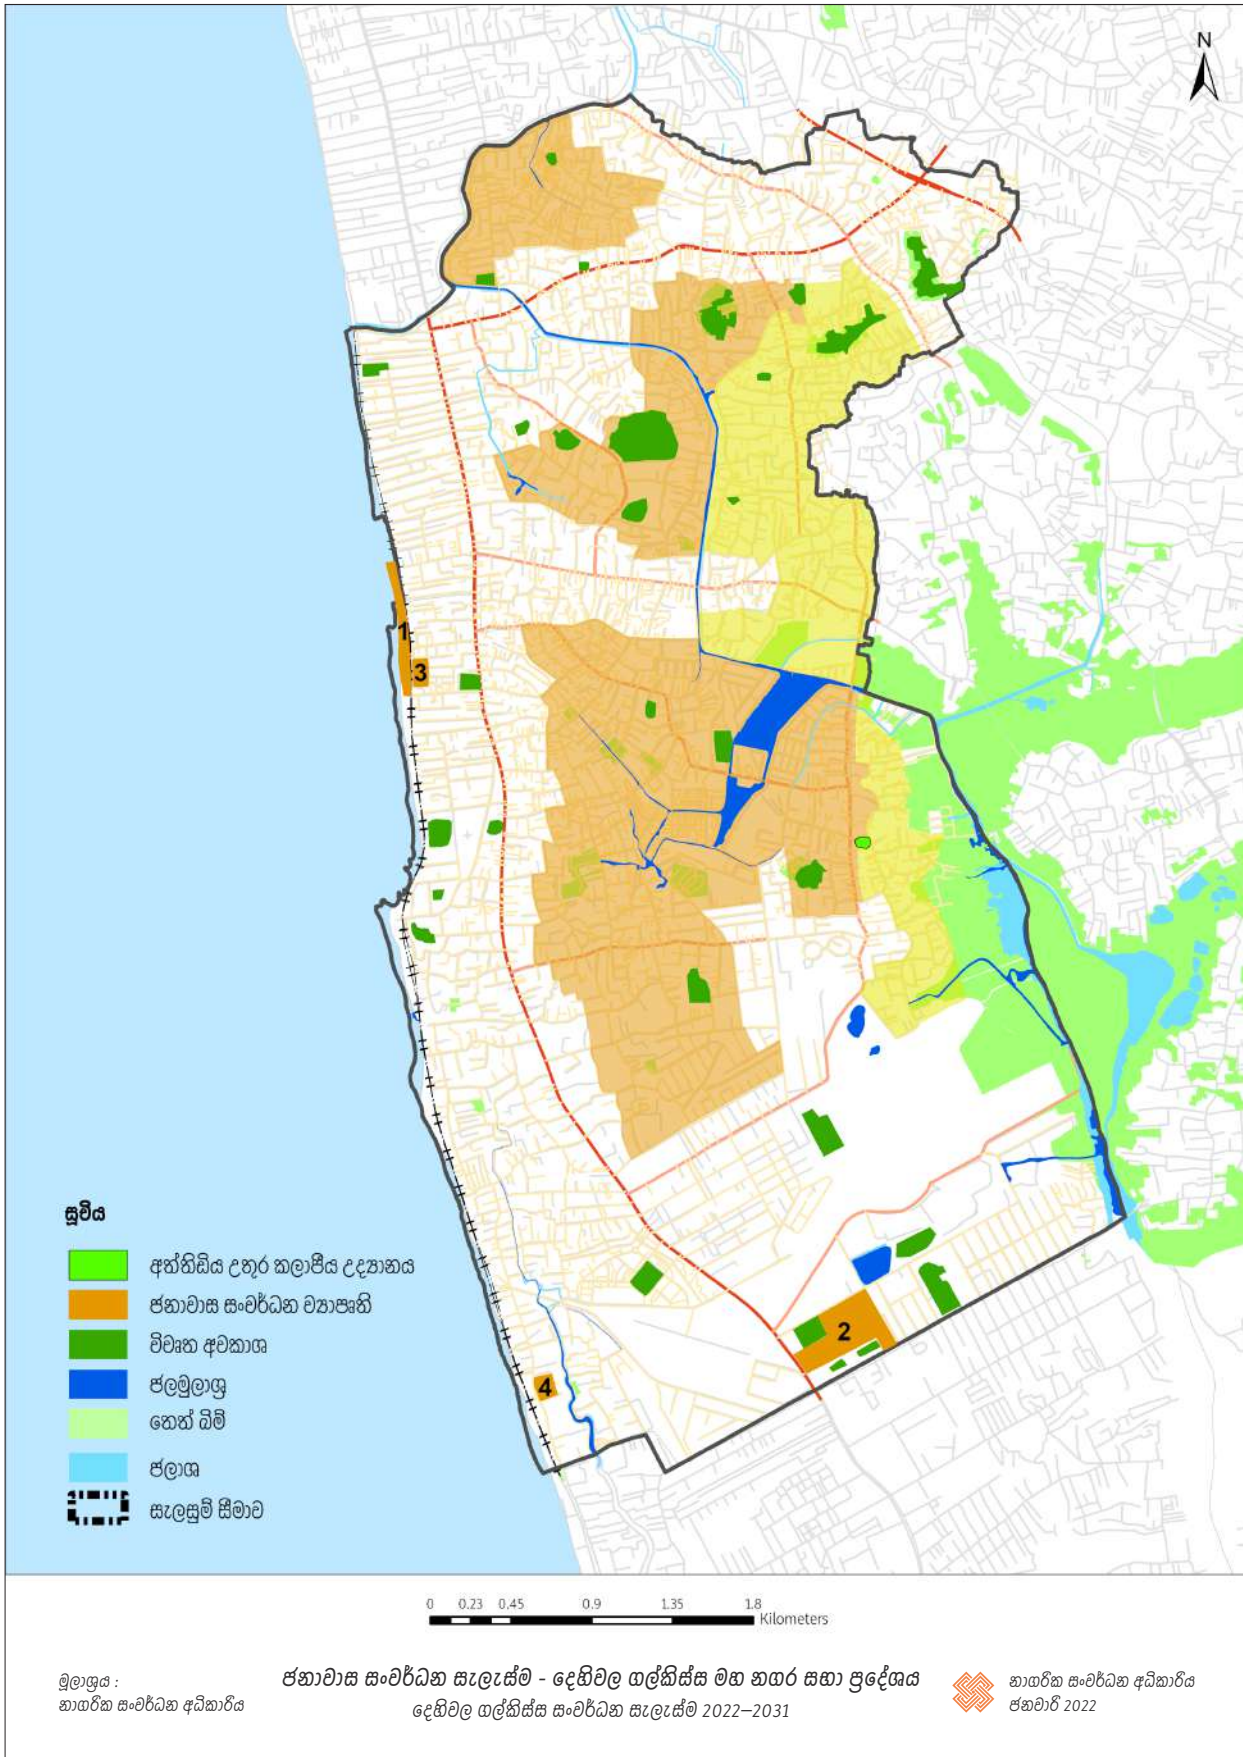 N
1
3
2
4
සූචිය
අත්තිඩිය උතුර කලාපීය උද්‍යානය
ජනාවාස සංවර්ධන ව්‍යාපෘති
විවෘත අවකාශ
ජලමූලාශ්‍ර
තෙත් බිම්
ජලාශ
සැලසුම් සීමාව
0 0.23 0.45 0.9 1.35 1.8
Kilometers
මූලාශ්‍රය :
නාගරික සංවර්ධන අධිකාරිය
ජනාවාස සංවර්ධන සැලැස්ම - දෙහිවල ගල්කිස්ස මහ නගර සභා ප්‍රදේශය
දෙහිවල ගල්කිස්ස සංවර්ධන සැලැස්ම 2022–2031
නාගරික සංවර්ධන අධිකාරිය
ජනවාරි 2022